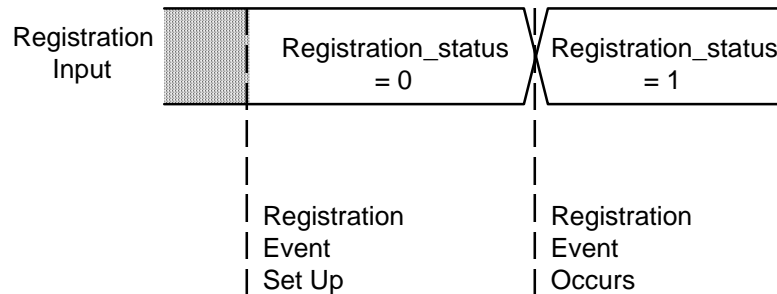 Registration
Input
Registration_status
= 0
Registration_status
= 1
Registration
Event
Set Up
Registration
Event
Occurs